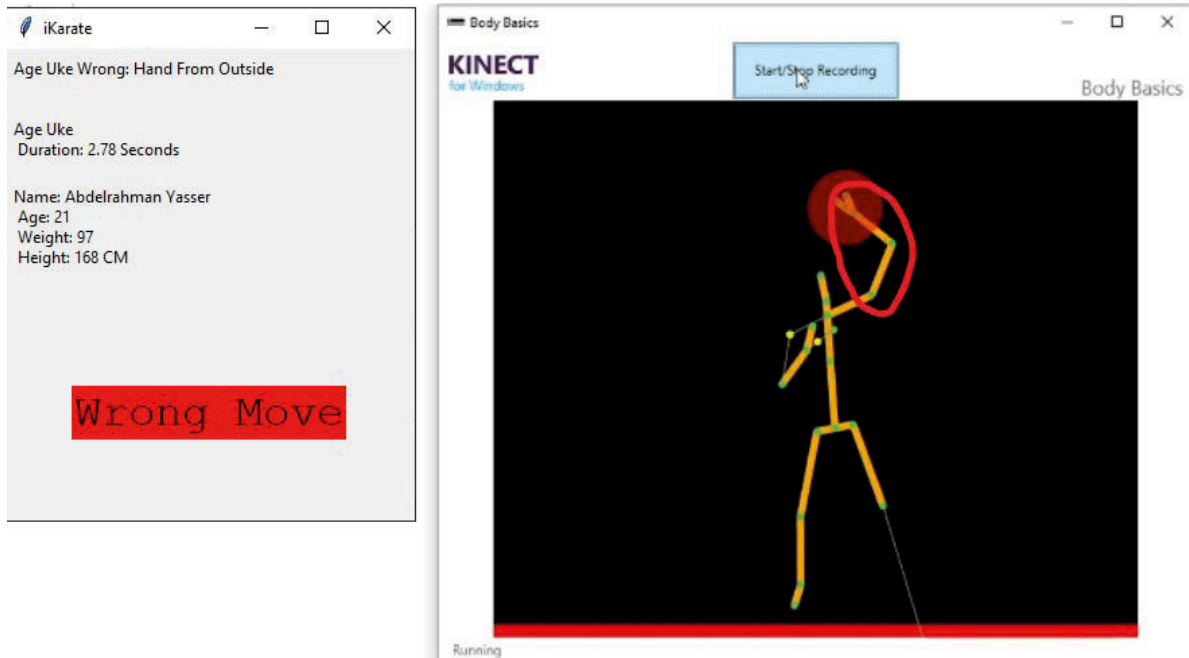 iKarate
Age Uke Wrong: Hand From Outside
Age Uke
Duration: 2.78 Seconds
Name: Abdelrahman Yasser
Age: 21
Weight: 97
Height: 168 CM
Wrong Move
Body Basics
KINECT
for Windows
Start/Stop Recording
Body Basics
Running